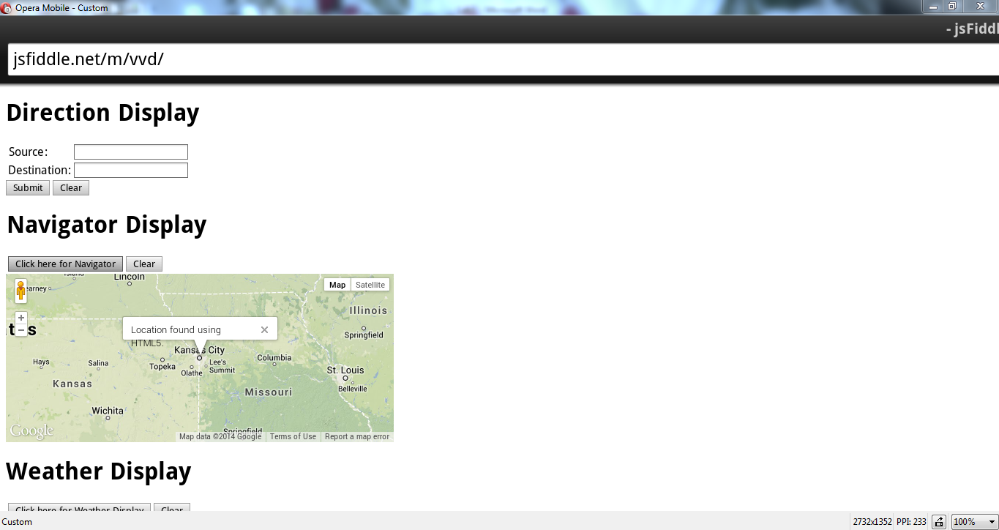 Opera Mobile - Custom
- jsFiddl
jsfiddle.net/m/vvd/
Direction Display
Source:
Destination:
Submit Clear
Navigator Display
Click here for Navigator Clear
Lincoln
earney
Map Satellite
Illinois
Springfield
Location found using
HTML5.
Kansas City
Hays
Salina
Topeka
Olathe
Lee's
Summit
Columbia
St. Louis
Belleville
Kansas
Missouri
Wichita
Springfield
Google
Map data ©2014 Google Terms of Use Report a map error
Weather Display
Click here for Weather Display Clear
Custom
2732x1352 PPI: 233 100%